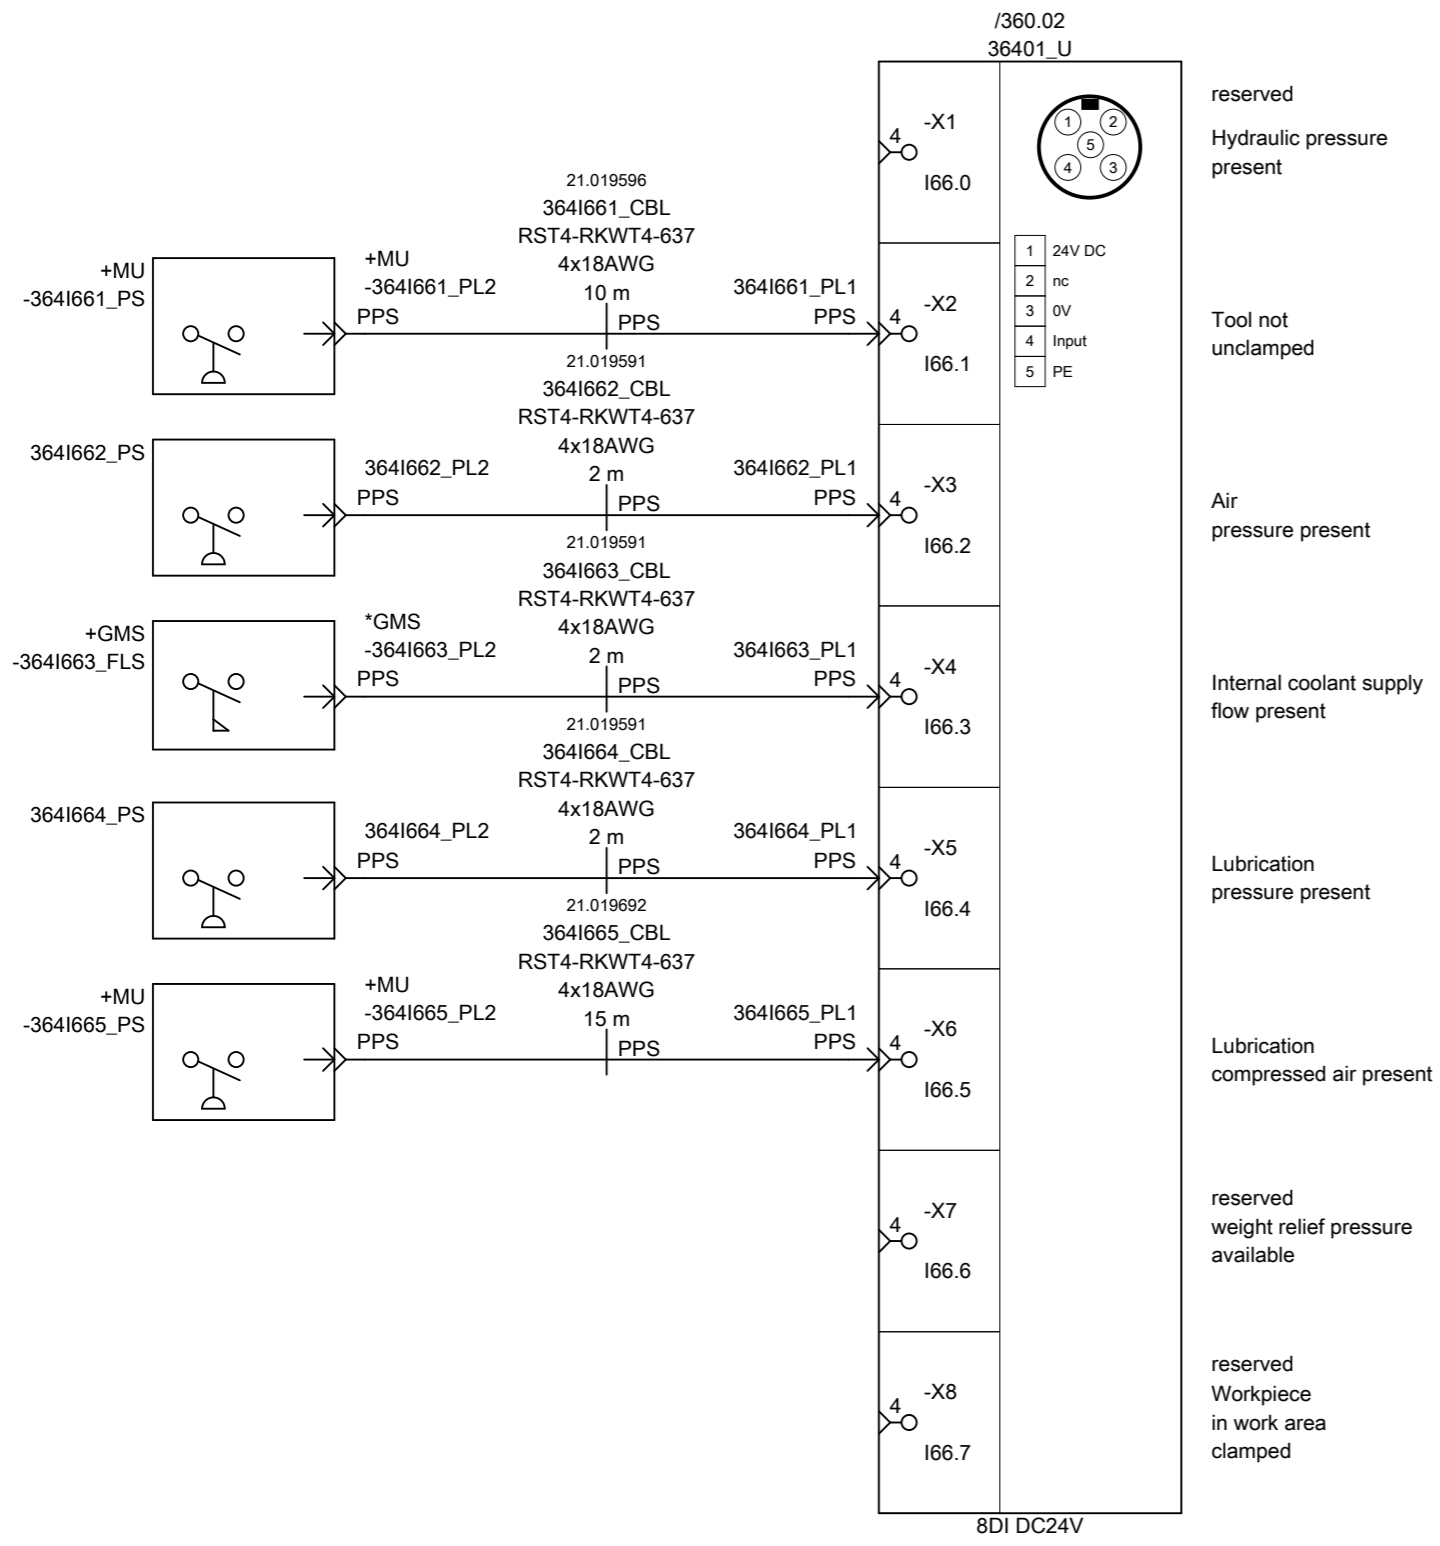 /360.02
36401_U
reserved
Hydraulic pressure
present
4
-X1
I66.0
1
2
5
4
3
1 24V DC
2 nc
3 0V
4 Input
5 PE
21.019596
364I661_CBL
RST4-RKWT4-637
4x18AWG
10 m
PPS
+MU
-364I661_PS
+MU
-364I661_PL2
PPS
364I661_PL1
PPS
4
-X2
I66.1
Tool not
unclamped
21.019591
364I662_CBL
RST4-RKWT4-637
4x18AWG
2 m
PPS
364I662_PS
364I662_PL2
PPS
364I662_PL1
PPS
4
-X3
I66.2
Air
pressure present
21.019591
364I663_CBL
RST4-RKWT4-637
4x18AWG
2 m
PPS
+GMS
-364I663_FLS
*GMS
-364I663_PL2
PPS
364I663_PL1
PPS
4
-X4
I66.3
Internal coolant supply
flow present
21.019591
364I664_CBL
RST4-RKWT4-637
4x18AWG
2 m
PPS
364I664_PS
364I664_PL2
PPS
364I664_PL1
PPS
4
-X5
I66.4
Lubrication
pressure present
21.019692
364I665_CBL
RST4-RKWT4-637
4x18AWG
15 m
PPS
+MU
-364I665_PS
+MU
-364I665_PL2
PPS
364I665_PL1
PPS
4
-X6
I66.5
Lubrication
compressed air present
4
-X7
I66.6
reserved
weight relief pressure
available
4
-X8
I66.7
reserved
Workpiece
in work area
clamped
8DI DC24V